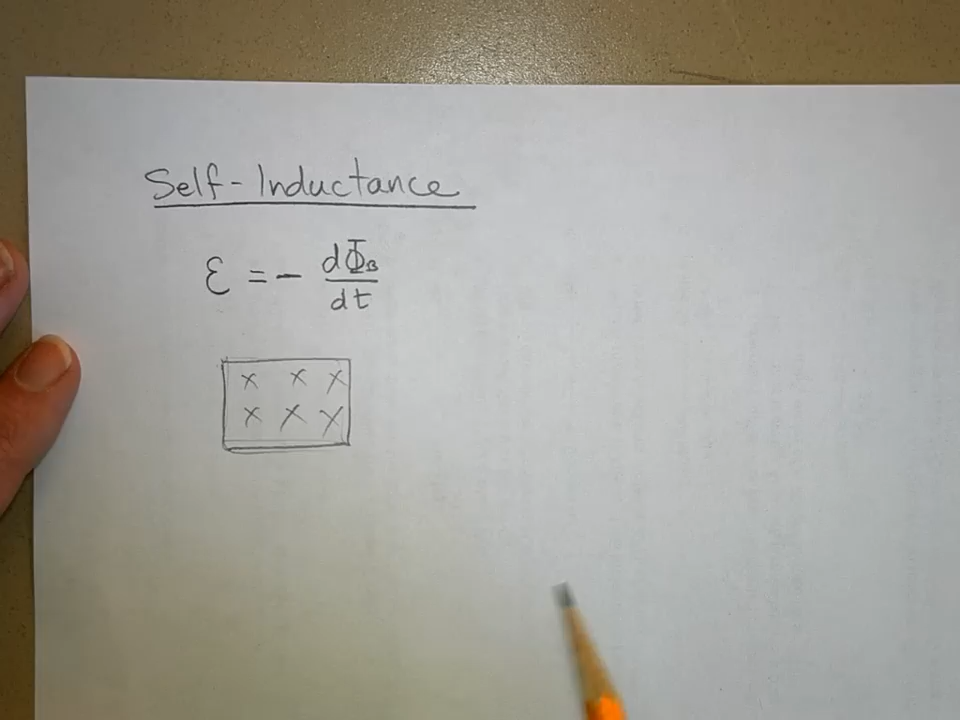 Self-Inductance
ε = - dΦB/dt
x x x
x x x